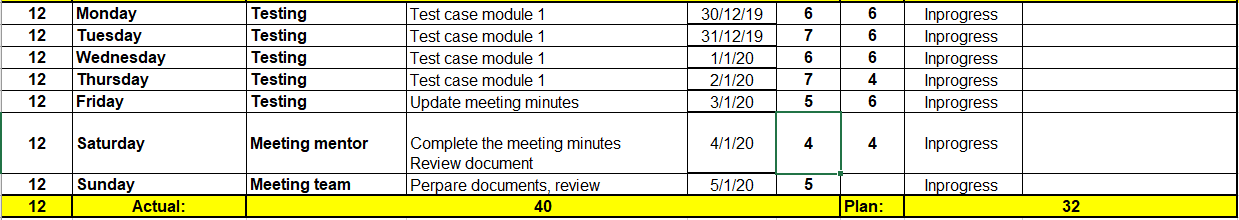 12 Monday Testing Test case module 1 30/12/19 6 6 Inprogress
12 Tuesday Testing Test case module 1 31/12/19 7 6 Inprogress
12 Wednesday Testing Test case module 1 1/1/20 6 6 Inprogress
12 Thursday Testing Test case module 1 2/1/20 7 4 Inprogress
12 Friday Testing Update meeting minutes 3/1/20 5 6 Inprogress
12 Saturday Meeting mentor Complete the meeting minutes 4/1/20 4 4 Inprogress
Review document
12 Sunday Meeting team Perpare documents, review 5/1/20 5 Inprogress
12 Actual: 40 Plan: 32